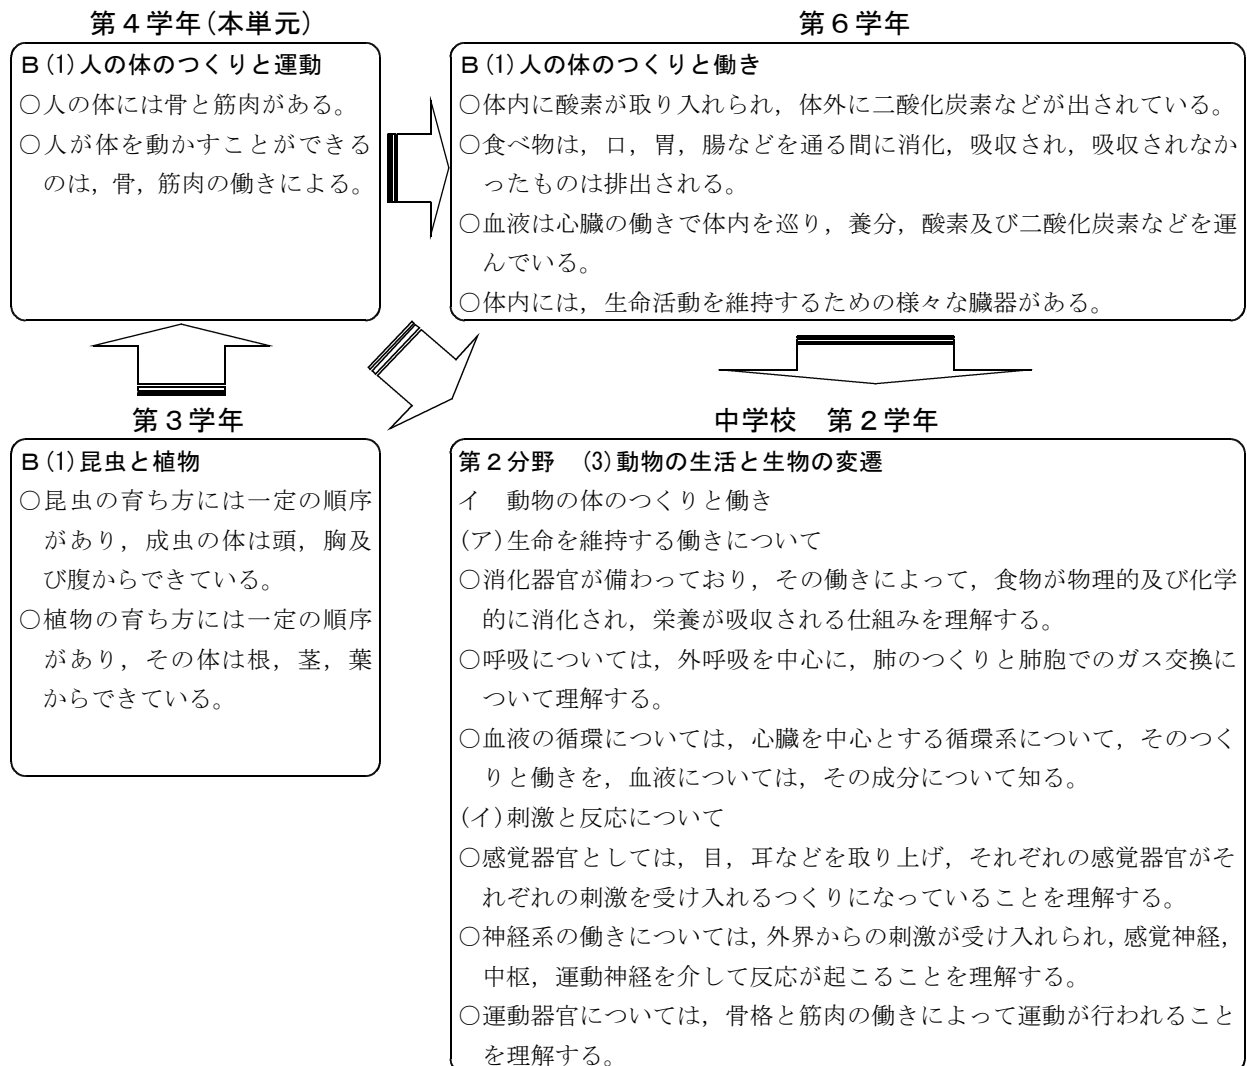 第４学年(本単元)
Ｂ(1)人の体のつくりと運動
○人の体には骨と筋肉がある。
○人が体を動かすことができる
のは，骨，筋肉の働きによる。
第６学年
Ｂ(1)人の体のつくりと働き
○体内に酸素が取り入れられ，体外に二酸化炭素などが出されている。
○食べ物は，口，胃，腸などを通る間に消化，吸収され，吸収されなか
ったものは排出される。
○血液は心臓の働きで体内を巡り，養分，酸素及び二酸化炭素などを運
んでいる。
○体内には，生命活動を維持するための様々な臓器がある。
第３学年
Ｂ(1)昆虫と植物
○昆虫の育ち方には一定の順序
があり，成虫の体は頭，胸及
び腹からできている。
○植物の育ち方には一定の順序
があり，その体は根，茎，葉
からできている。
中学校　第２学年
第２分野　(3)動物の生活と生物の変遷
イ　動物の体のつくりと働き
(ア)生命を維持する働きについて
○消化器官が備わっており，その働きによって，食物が物理的及び化学
的に消化され，栄養が吸収される仕組みを理解する。
○呼吸については，外呼吸を中心に，肺のつくりと肺胞でのガス交換に
ついて理解する。
○血液の循環については，心臓を中心とする循環系について，そのつく
りと働きを，血液については，その成分について知る。
(イ)刺激と反応について
○感覚器官としては，目，耳などを取り上げ，それぞれの感覚器官がそ
れぞれの刺激を受け入れるつくりになっていることを理解する。
○神経系の働きについては，外界からの刺激が受け入れられ，感覚神経，
中枢，運動神経を介して反応が起こることを理解する。
○運動器官については，骨格と筋肉の働きによって運動が行われること
を理解する。